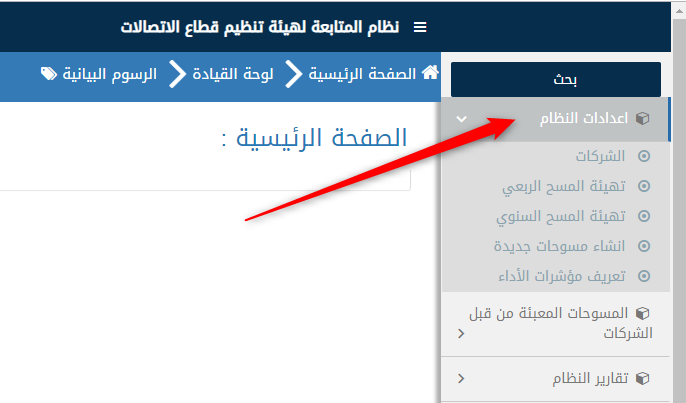 نظام المتابعة لهيئة تنظيم قطاع الاتصالات
الصفحة الرئيسية لوحة القيادة الرسوم البيانية
بحث
اعدادات النظام
الشركات
تهيئة المسح الربعي
تهيئة المسح السنوي
انشاء مسوحات جديدة
تعريف مؤشرات الأداء
المسوحات المعبئة من قبل
الشركات
تقارير النظام
الصفحة الرئيسية :